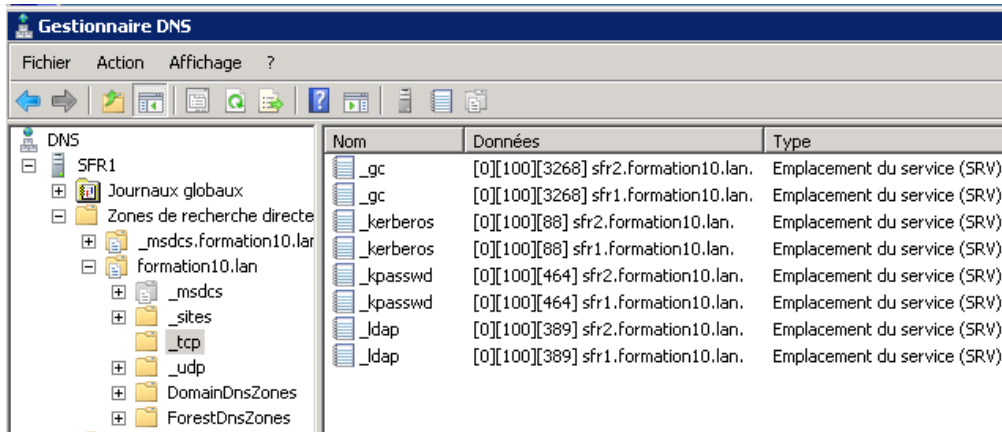 Gestionnaire DNS
Fichier Action Affichage ?
DNS
SFR1
Journaux globaux
Zones de recherche directe
_msdcs.formation10.lar
formation10.lan
_msdcs
_sites
_tcp
_udp
DomainDnsZones
ForestDnsZones
Nom Données Type
_gc [0][100][3268] sfr2.formation10.lan. Emplacement du service (SRV)
_gc [0][100][3268] sfr1.formation10.lan. Emplacement du service (SRV)
_kerberos [0][100][88] sfr2.formation10.lan. Emplacement du service (SRV)
_kerberos [0][100][88] sfr1.formation10.lan. Emplacement du service (SRV)
_kpasswd [0][100][464] sfr2.formation10.lan. Emplacement du service (SRV)
_kpasswd [0][100][464] sfr1.formation10.lan. Emplacement du service (SRV)
_ldap [0][100][389] sfr2.formation10.lan. Emplacement du service (SRV)
_ldap [0][100][389] sfr1.formation10.lan. Emplacement du service (SRV)